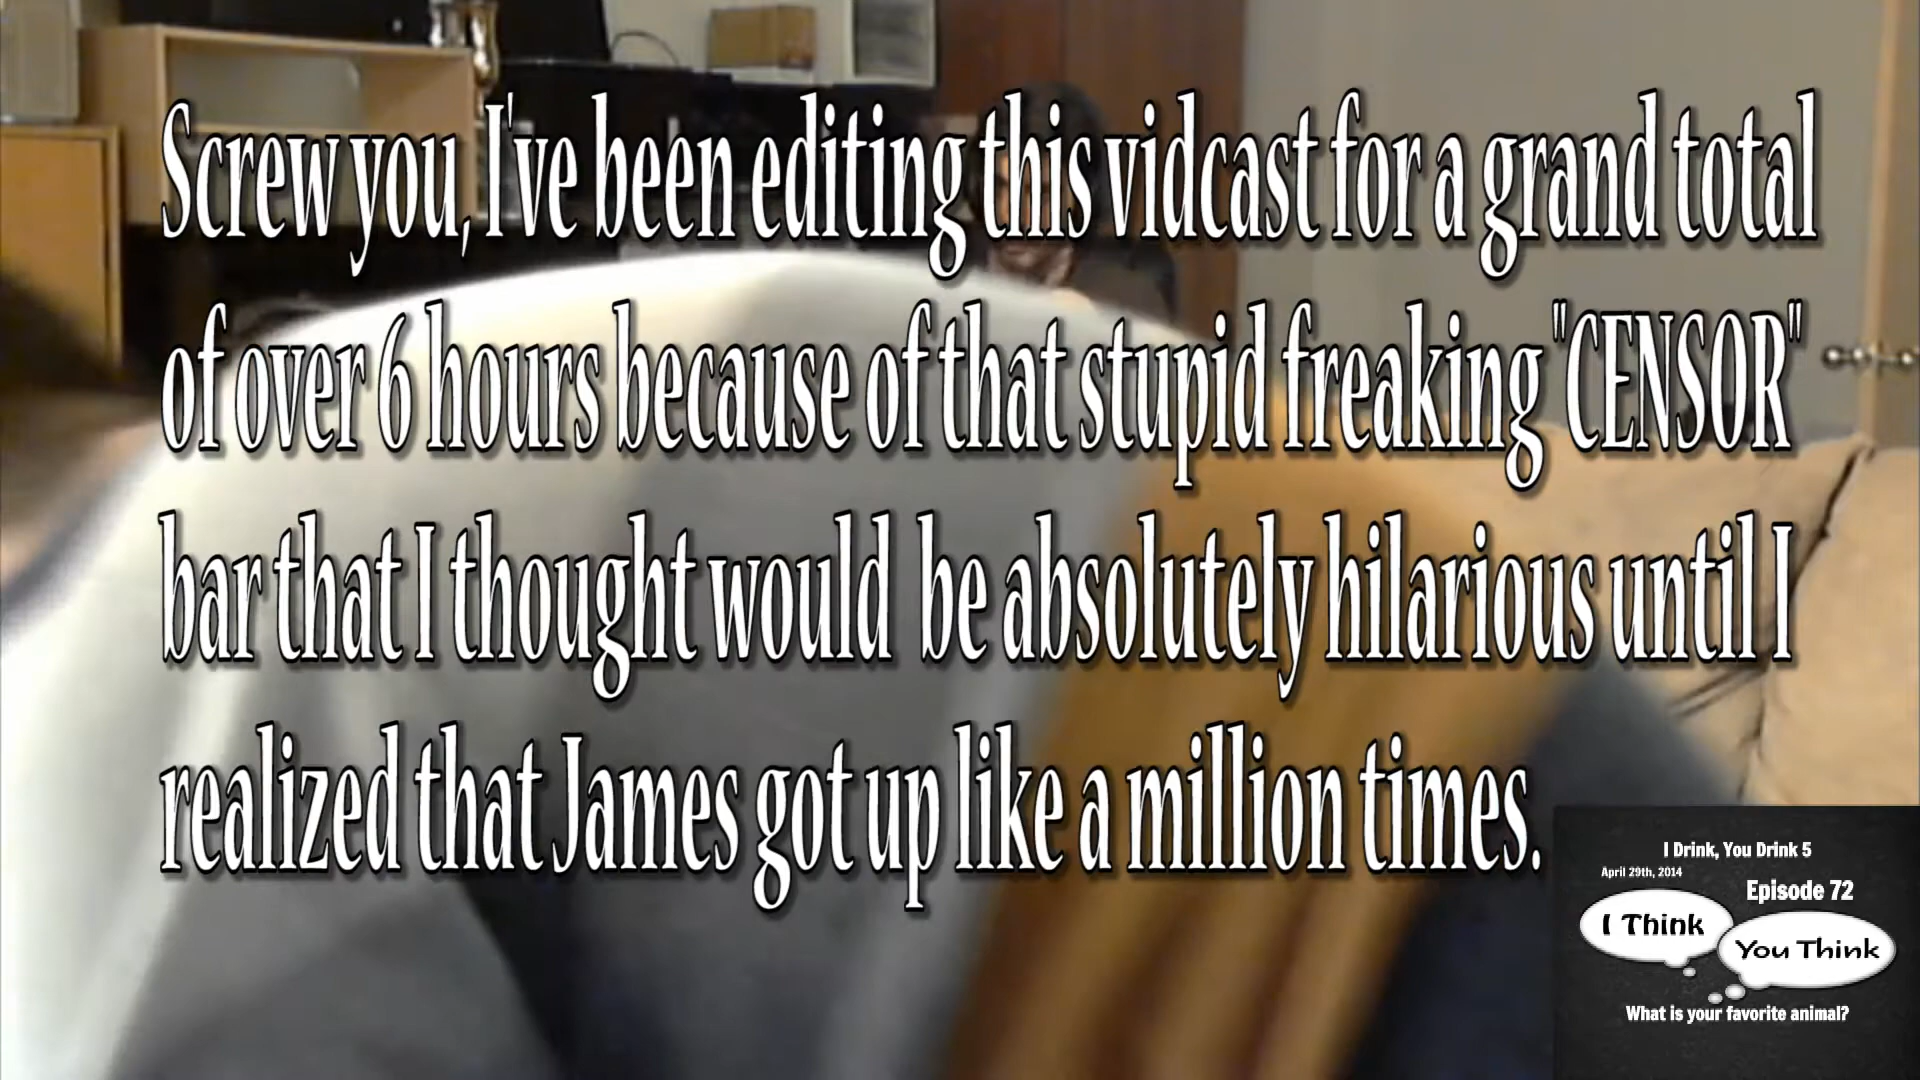 Screw you, I've been editing this vidcast for a grand total
of over 6 hours because of that stupid freaking "CENSOR"
bar that I thought would  be absolutely hilarious until I
realized that James got up like a million times.
I Drink, You Drink 5
April 29th, 2014
Episode 72
I Think
You Think
What is your favorite animal?